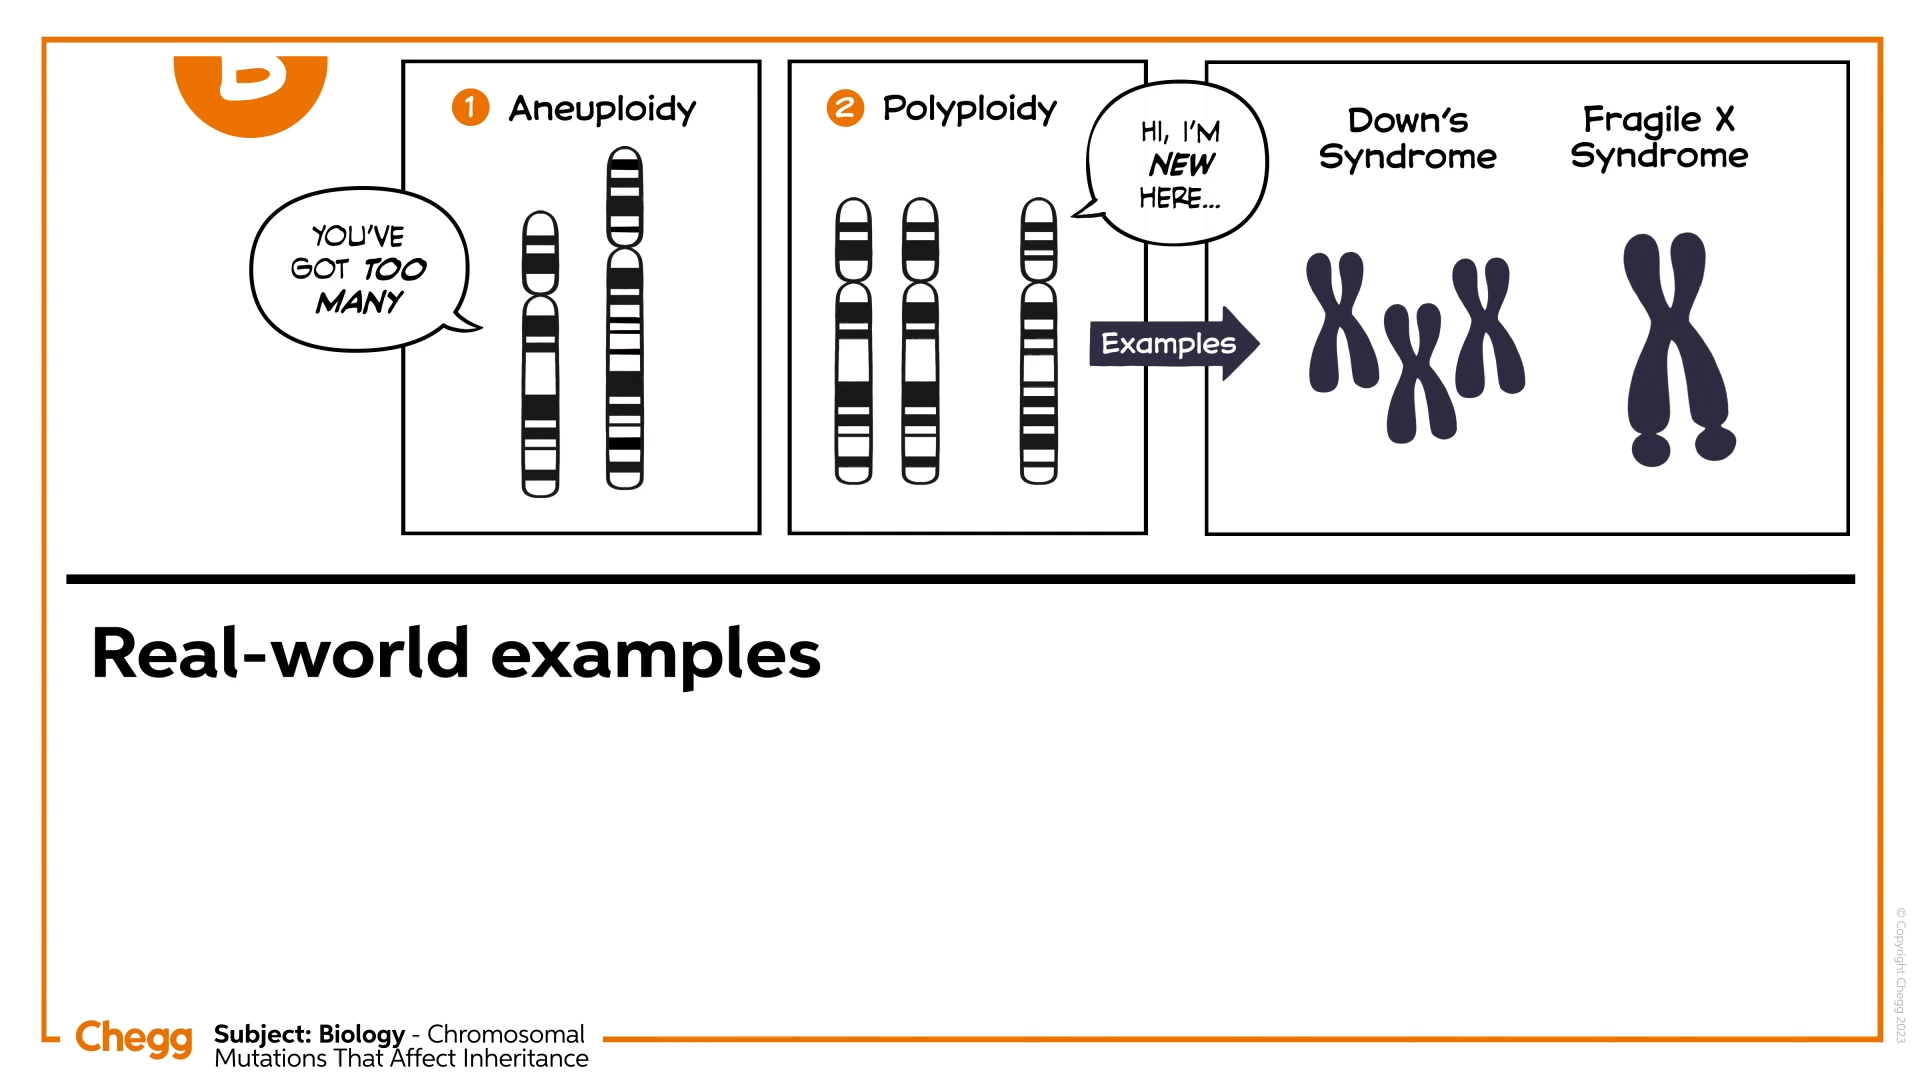 B
1 Aneuploidy
YOU'VE
GOT TOO
MANY
2 Polyploidy
HI, I'M
NEW
HERE...
Examples
Down's
Syndrome
Fragile X
Syndrome
Real-world examples
Chegg
Subject: Biology - Chromosomal
Mutations That Affect Inheritance
© Copyright Chegg 2023